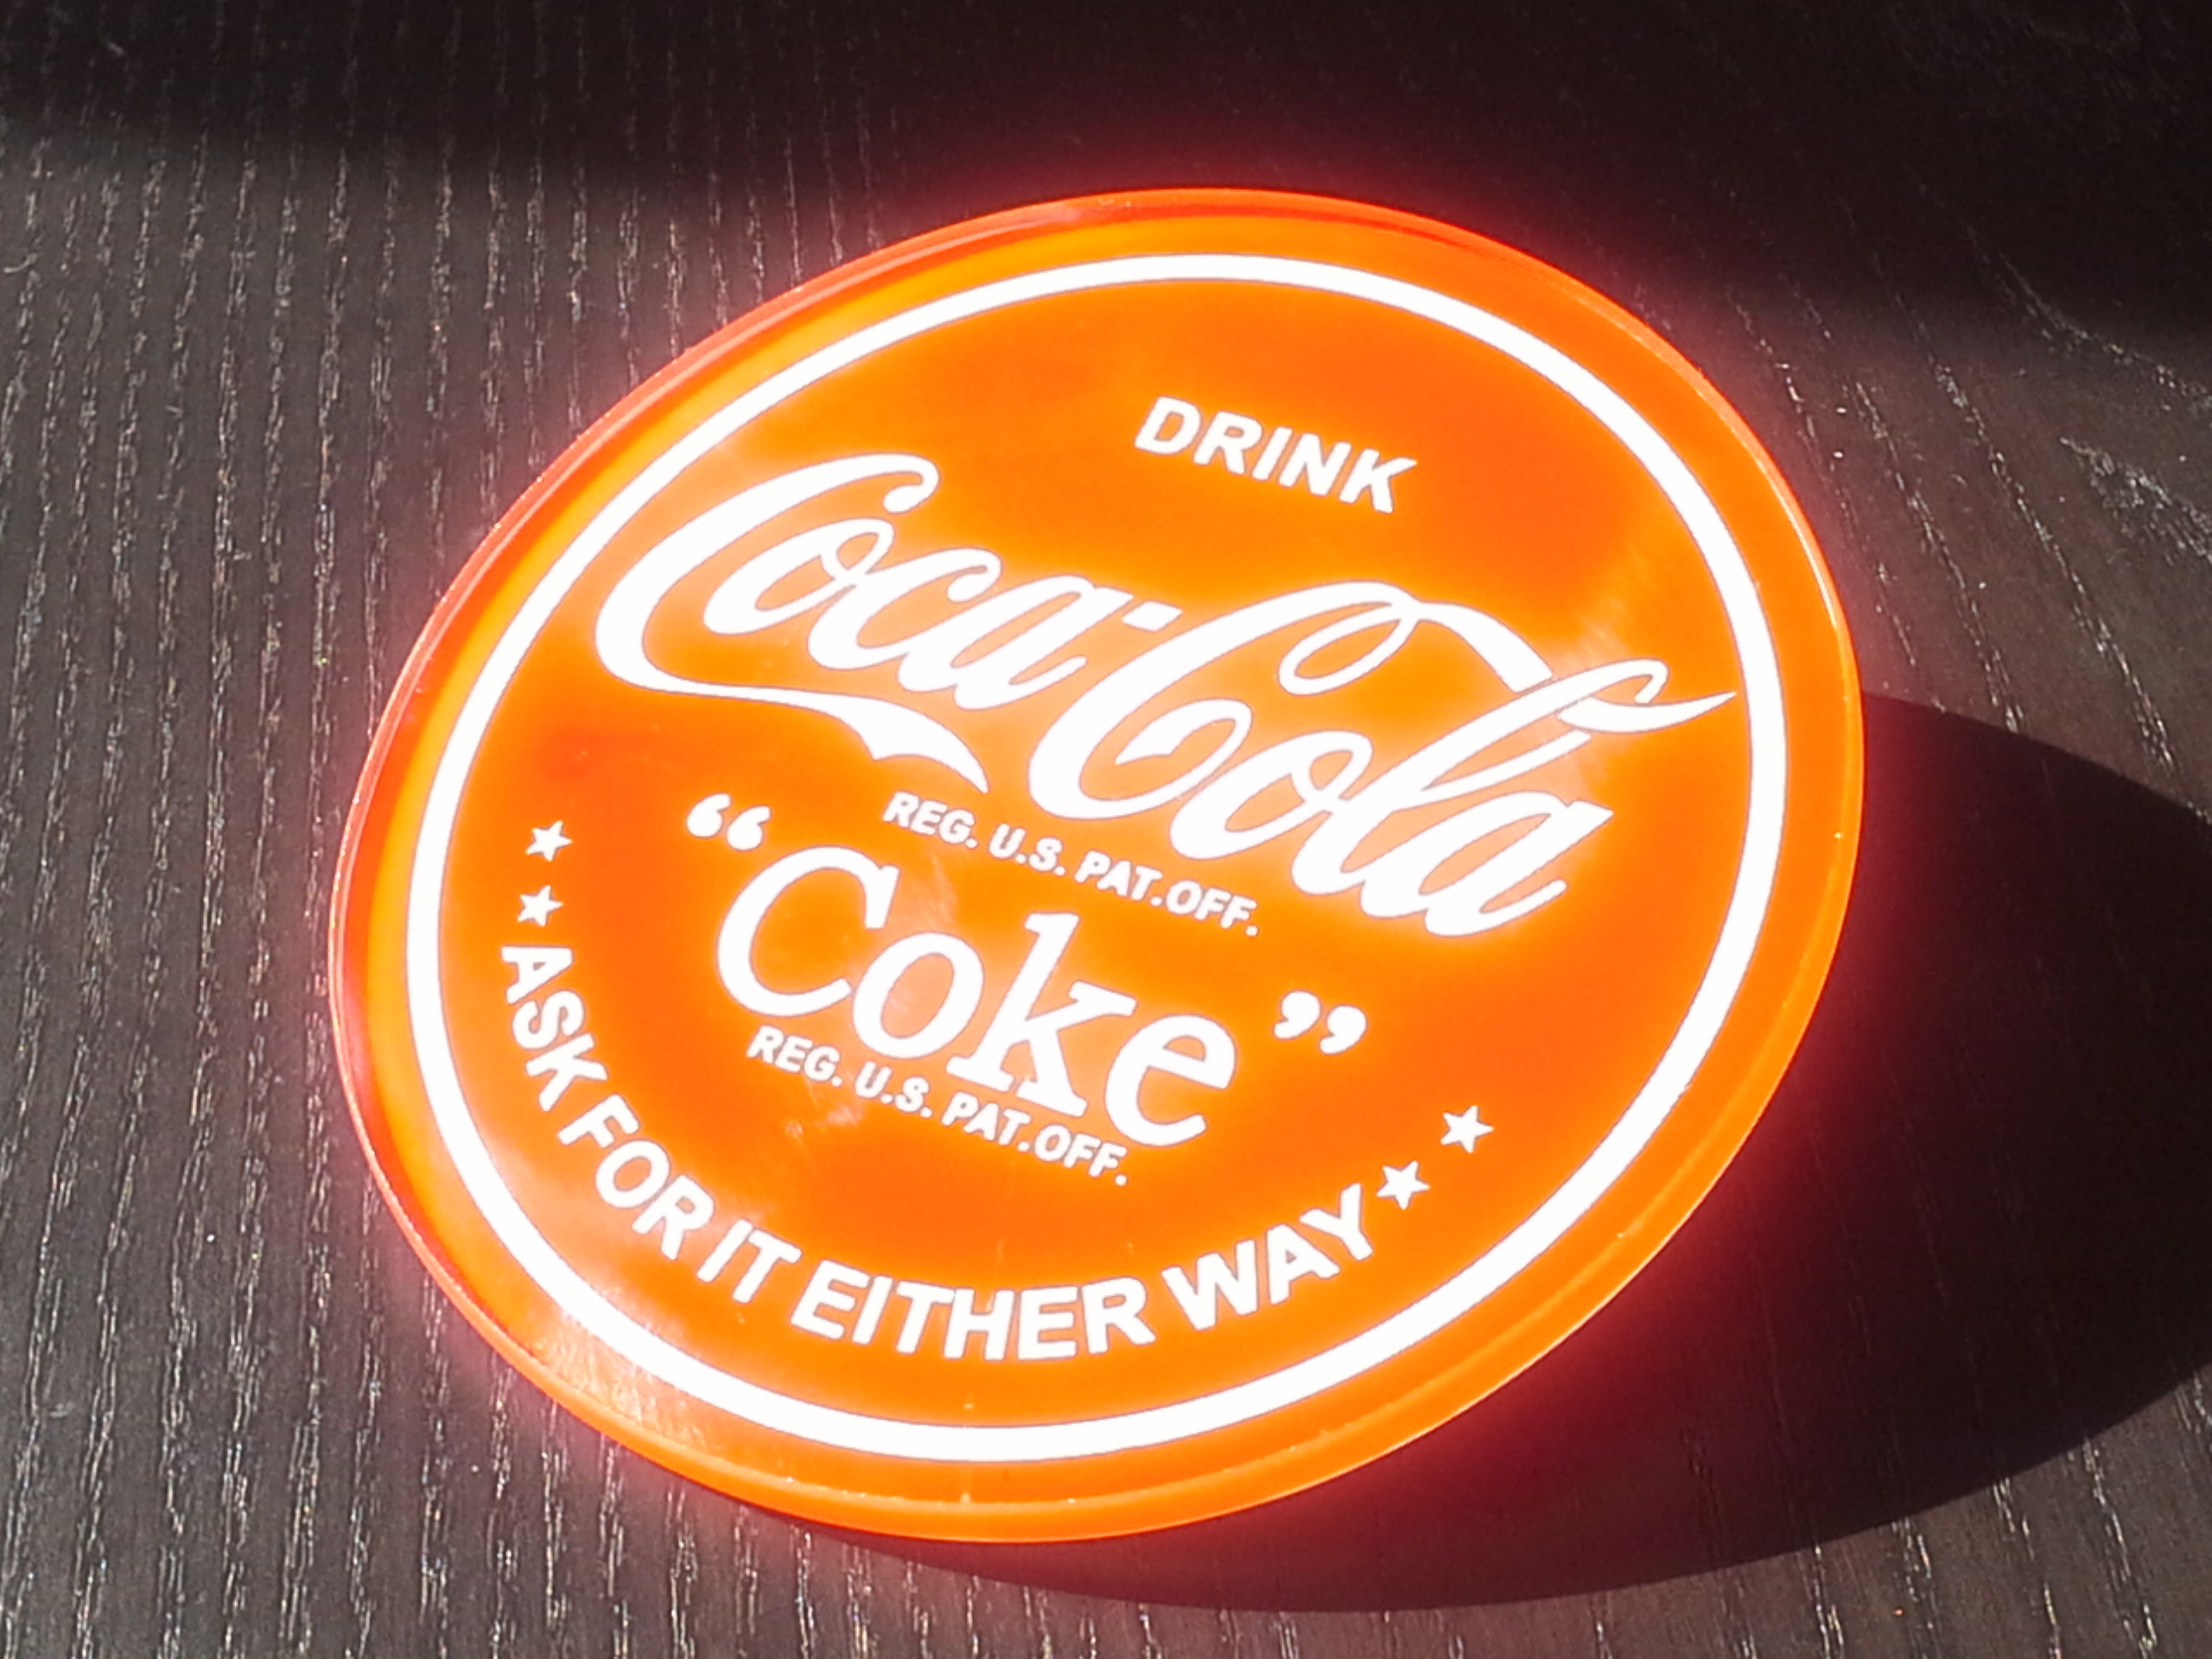 DRINK
Coca-Cola
REG. U.S. PAT.OFF.
“Coke”
REG. U.S. PAT.OFF.
ASK FOR IT EITHER WAY